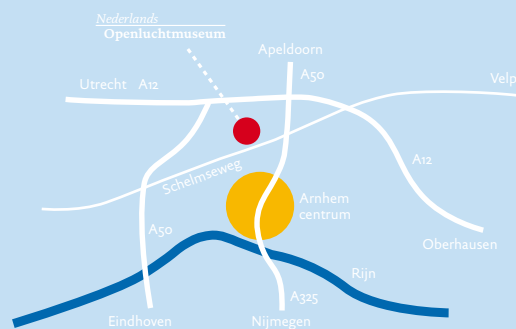 Nederlands
Openluchtmuseum
Apeldoorn
A50
Utrecht A12
Velp
A12
Schelmseweg
Arnhem
centrum
A50
Oberhausen
Rijn
A325
Eindhoven
Nijmegen